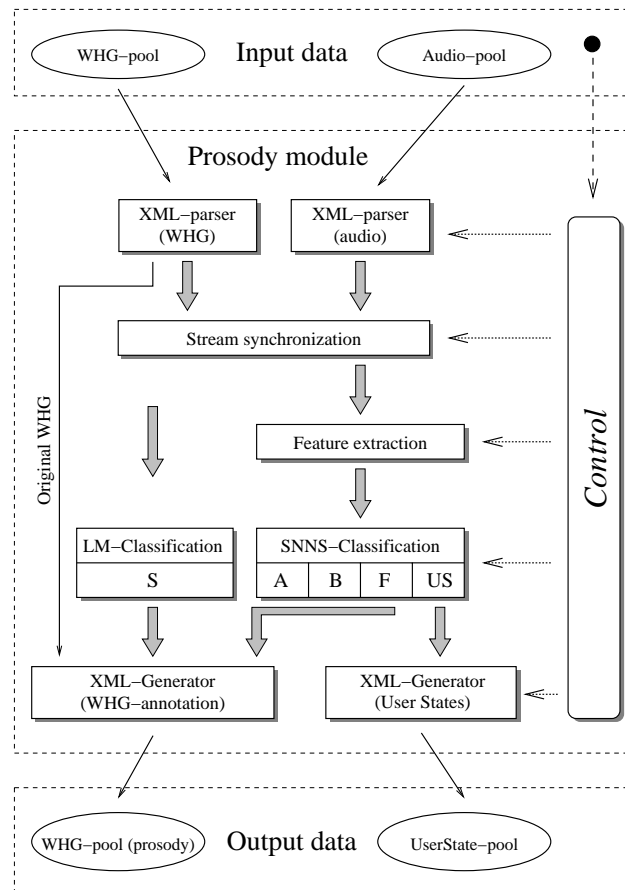 WHG−pool
Input data
Audio−pool
Prosody module
XML−parser
(WHG)
XML−parser
(audio)
Stream synchronization
Original WHG
Feature extraction
Control
LM−Classification
S
SNNS−Classification
A B F US
XML−Generator
(WHG−annotation)
XML−Generator
(User States)
WHG−pool (prosody)
Output data
UserState−pool